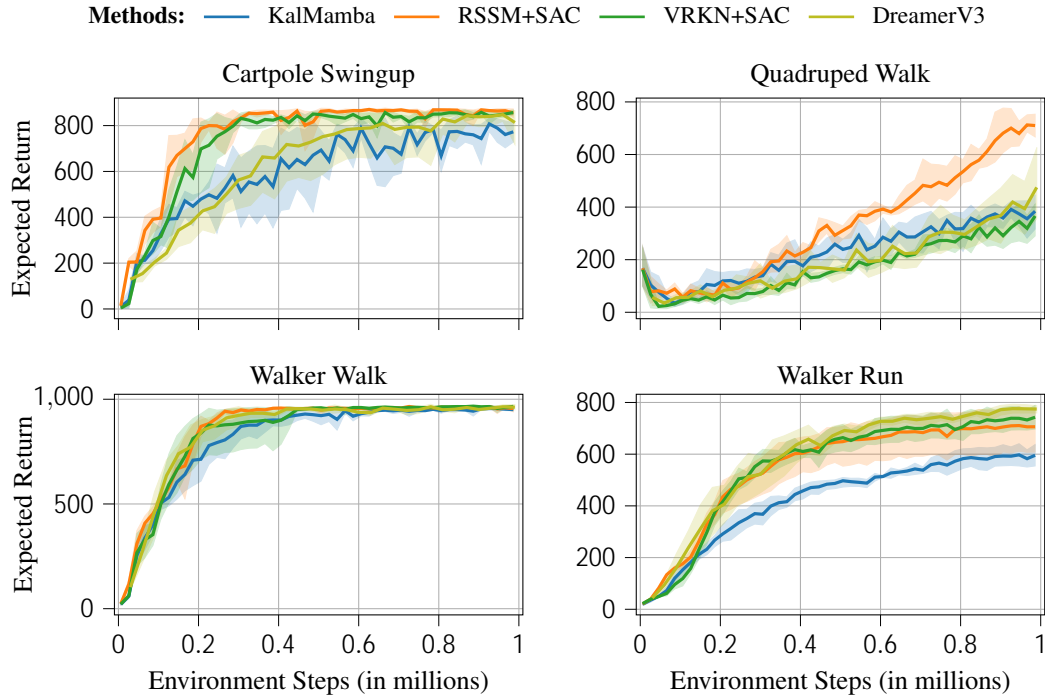 Methods: KalMamba RSSM+SAC VRKN+SAC DreamerV3
Cartpole Swingup
Expected Return
800
600
400
200
0
Quadruped Walk
800
600
400
200
0
Walker Walk
Expected Return
1,000
500
0
0 0.2 0.4 0.6 0.8 1
Environment Steps (in millions)
Walker Run
800
600
400
200
0
0 0.2 0.4 0.6 0.8 1
Environment Steps (in millions)